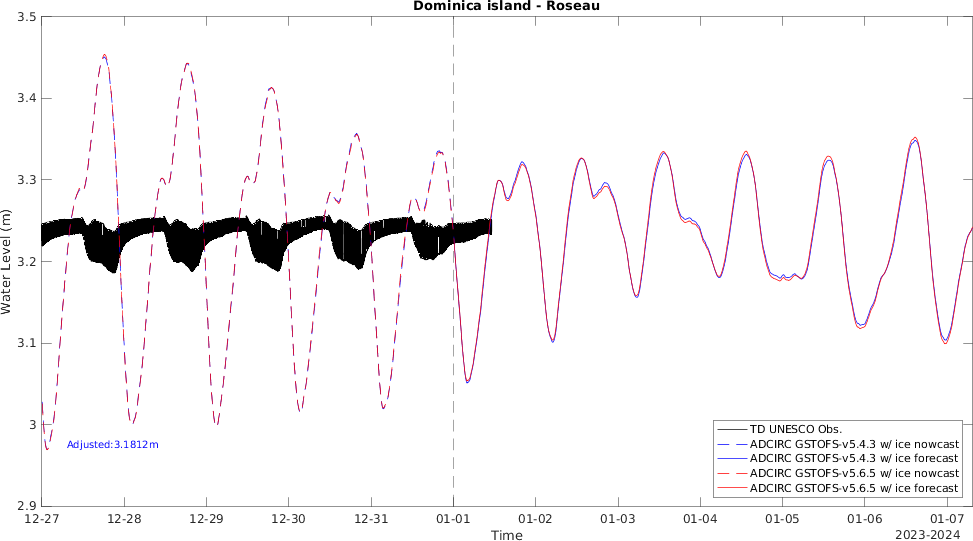 Dominica island - Roseau
3.5
3.4
3.3
3.2
3.1
3
2.9
Water Level (m)
Adjusted:3.1812m
TD UNESCO Obs.
ADCIRC GSTOFS-v5.4.3 w/ ice nowcast
ADCIRC GSTOFS-v5.4.3 w/ ice forecast
ADCIRC GSTOFS-v5.6.5 w/ ice nowcast
ADCIRC GSTOFS-v5.6.5 w/ ice forecast
12-27 12-28 12-29 12-30 12-31 01-01 01-02 01-03 01-04 01-05 01-06 01-07
Time
2023-2024